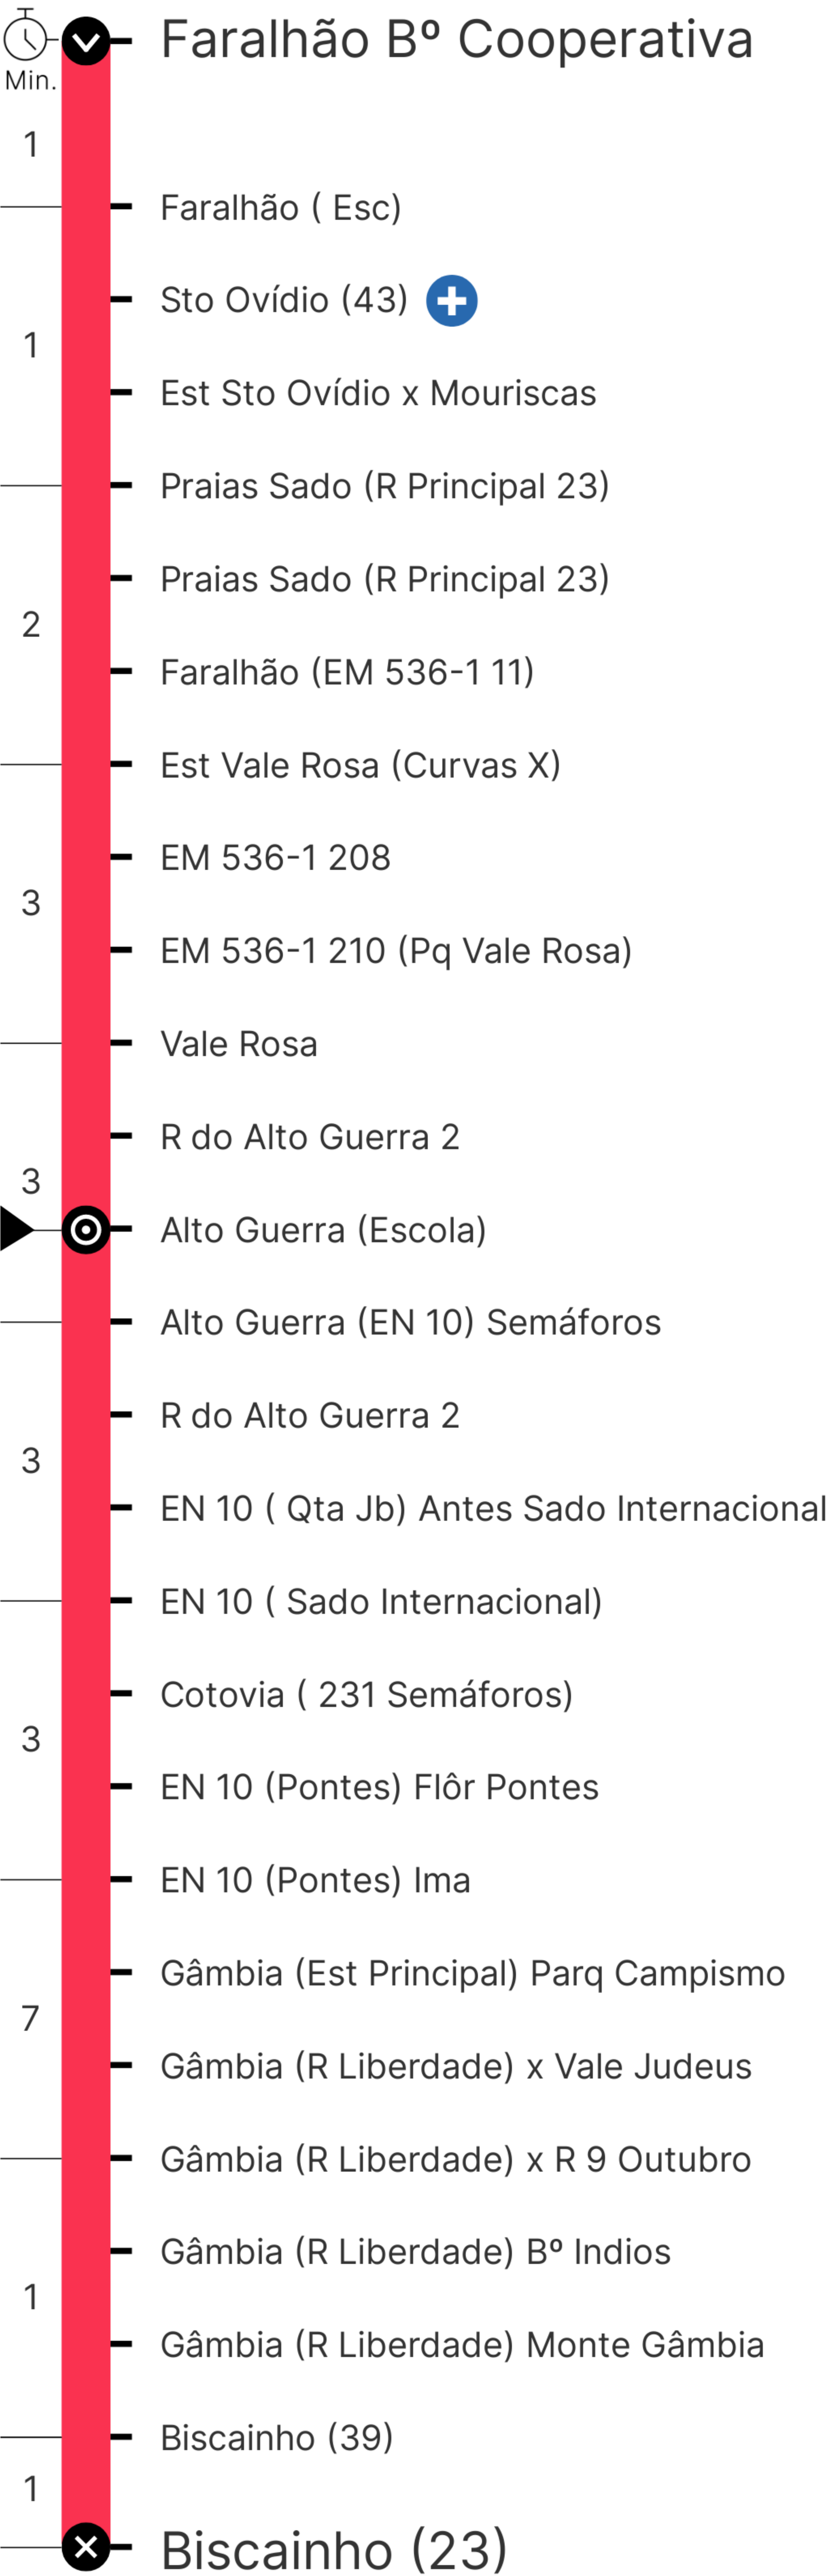 Faralhão Bº Cooperativa
Min.
1
Faralhão ( Esc)
Sto Ovídio (43)
1
Est Sto Ovídio x Mouriscas
Praias Sado (R Principal 23)
Praias Sado (R Principal 23)
2
Faralhão (EM 536-1 11)
Est Vale Rosa (Curvas X)
EM 536-1 208
3
EM 536-1 210 (Pq Vale Rosa)
Vale Rosa
R do Alto Guerra 2
3
Alto Guerra (Escola)
Alto Guerra (EN 10) Semáforos
R do Alto Guerra 2
3
EN 10 ( Qta Jb) Antes Sado Internacional
EN 10 ( Sado Internacional)
Cotovia ( 231 Semáforos)
3
EN 10 (Pontes) Flôr Pontes
EN 10 (Pontes) Ima
Gâmbia (Est Principal) Parq Campismo
7
Gâmbia (R Liberdade) x Vale Judeus
Gâmbia (R Liberdade) x R 9 Outubro
Gâmbia (R Liberdade) Bº Indios
1
Gâmbia (R Liberdade) Monte Gâmbia
Biscainho (39)
1
Biscainho (23)